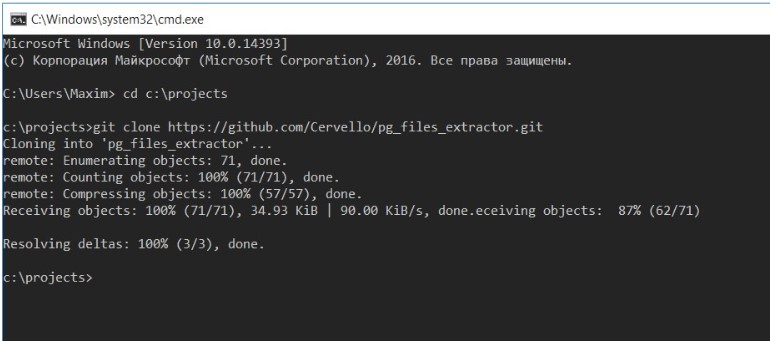 C:\Windows\system32\cmd.exe
Microsoft Windows [Version 10.0.14393]
(c) Корпорация Майкрософт (Microsoft Corporation), 2016. Все права защищены.
C:\Users\Maxim> cd c:\projects
c:\projects>git clone https://github.com/Cervello/pg_files_extractor.git
Cloning into 'pg_files_extractor'...
remote: Enumerating objects: 71, done.
remote: Counting objects: 100% (71/71), done.
remote: Compressing objects: 100% (57/57), done.
Receiving objects: 100% (71/71), 34.93 KiB | 90.00 KiB/s, done.eceiving objects:  87% (62/71)
Resolving deltas: 100% (3/3), done.
c:\projects>